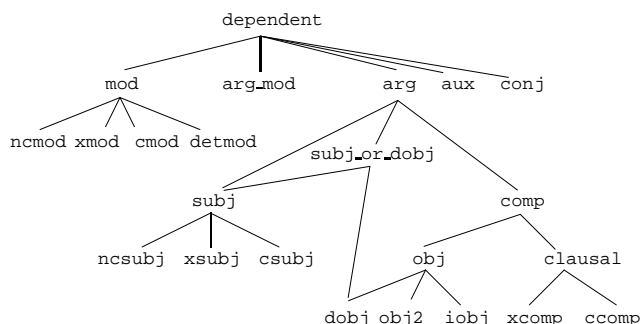 dependent
mod arg_mod arg aux conj
ncmod xmod cmod detmod
subj_or_dobj
subj comp
ncsubj xsubj csubj obj clausal
dobj obj2 iobj xcomp ccomp